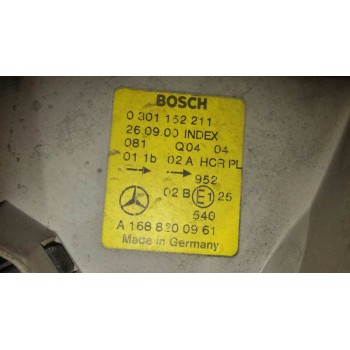 BOSCH
0 301 152 211
26.09.00 INDEX
081 Q04 04
01 1b 02 A HCR PL
952
02 B E1 25
640
A 168 820 09 61
Made in Germany